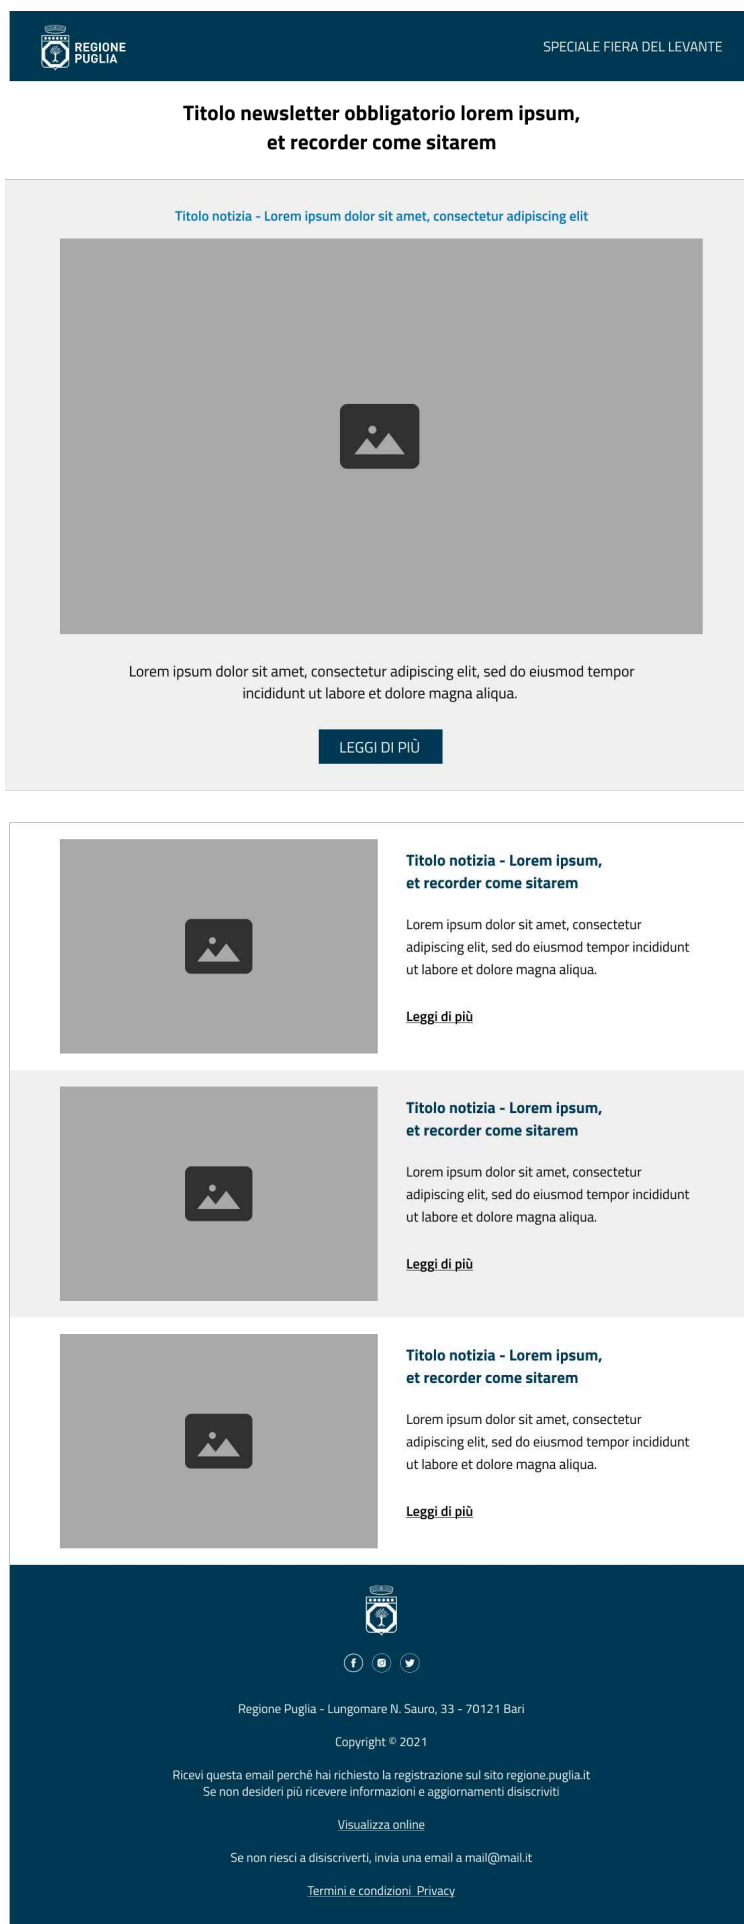 REGIONE
PUGLIA
SPECIALE FIERA DEL LEVANTE
Titolo newsletter obbligatorio lorem ipsum,
et recorder come sitarem
Titolo notizia - Lorem ipsum dolor sit amet, consectetur adipiscing elit
Lorem ipsum dolor sit amet, consectetur adipiscing elit, sed do eiusmod tempor
incididunt ut labore et dolore magna aliqua.
LEGGI DI PIÙ
Titolo notizia - Lorem ipsum,
et recorder come sitarem
Lorem ipsum dolor sit amet, consectetur
adipiscing elit, sed do eiusmod tempor incididunt
ut labore et dolore magna aliqua.
Leggi di più
Titolo notizia - Lorem ipsum,
et recorder come sitarem
Lorem ipsum dolor sit amet, consectetur
adipiscing elit, sed do eiusmod tempor incididunt
ut labore et dolore magna aliqua.
Leggi di più
Titolo notizia - Lorem ipsum,
et recorder come sitarem
Lorem ipsum dolor sit amet, consectetur
adipiscing elit, sed do eiusmod tempor incididunt
ut labore et dolore magna aliqua.
Leggi di più
Regione Puglia - Lungomare N. Sauro, 33 - 70121 Bari
Copyright © 2021
Ricevi questa email perché hai richiesto la registrazione sul sito regione.puglia.it
Se non desideri più ricevere informazioni e aggiornamenti disiscriviti
Visualizza online
Se non riesci a disiscriverti, invia una email a mail@mail.it
Termini e condizioni Privacy